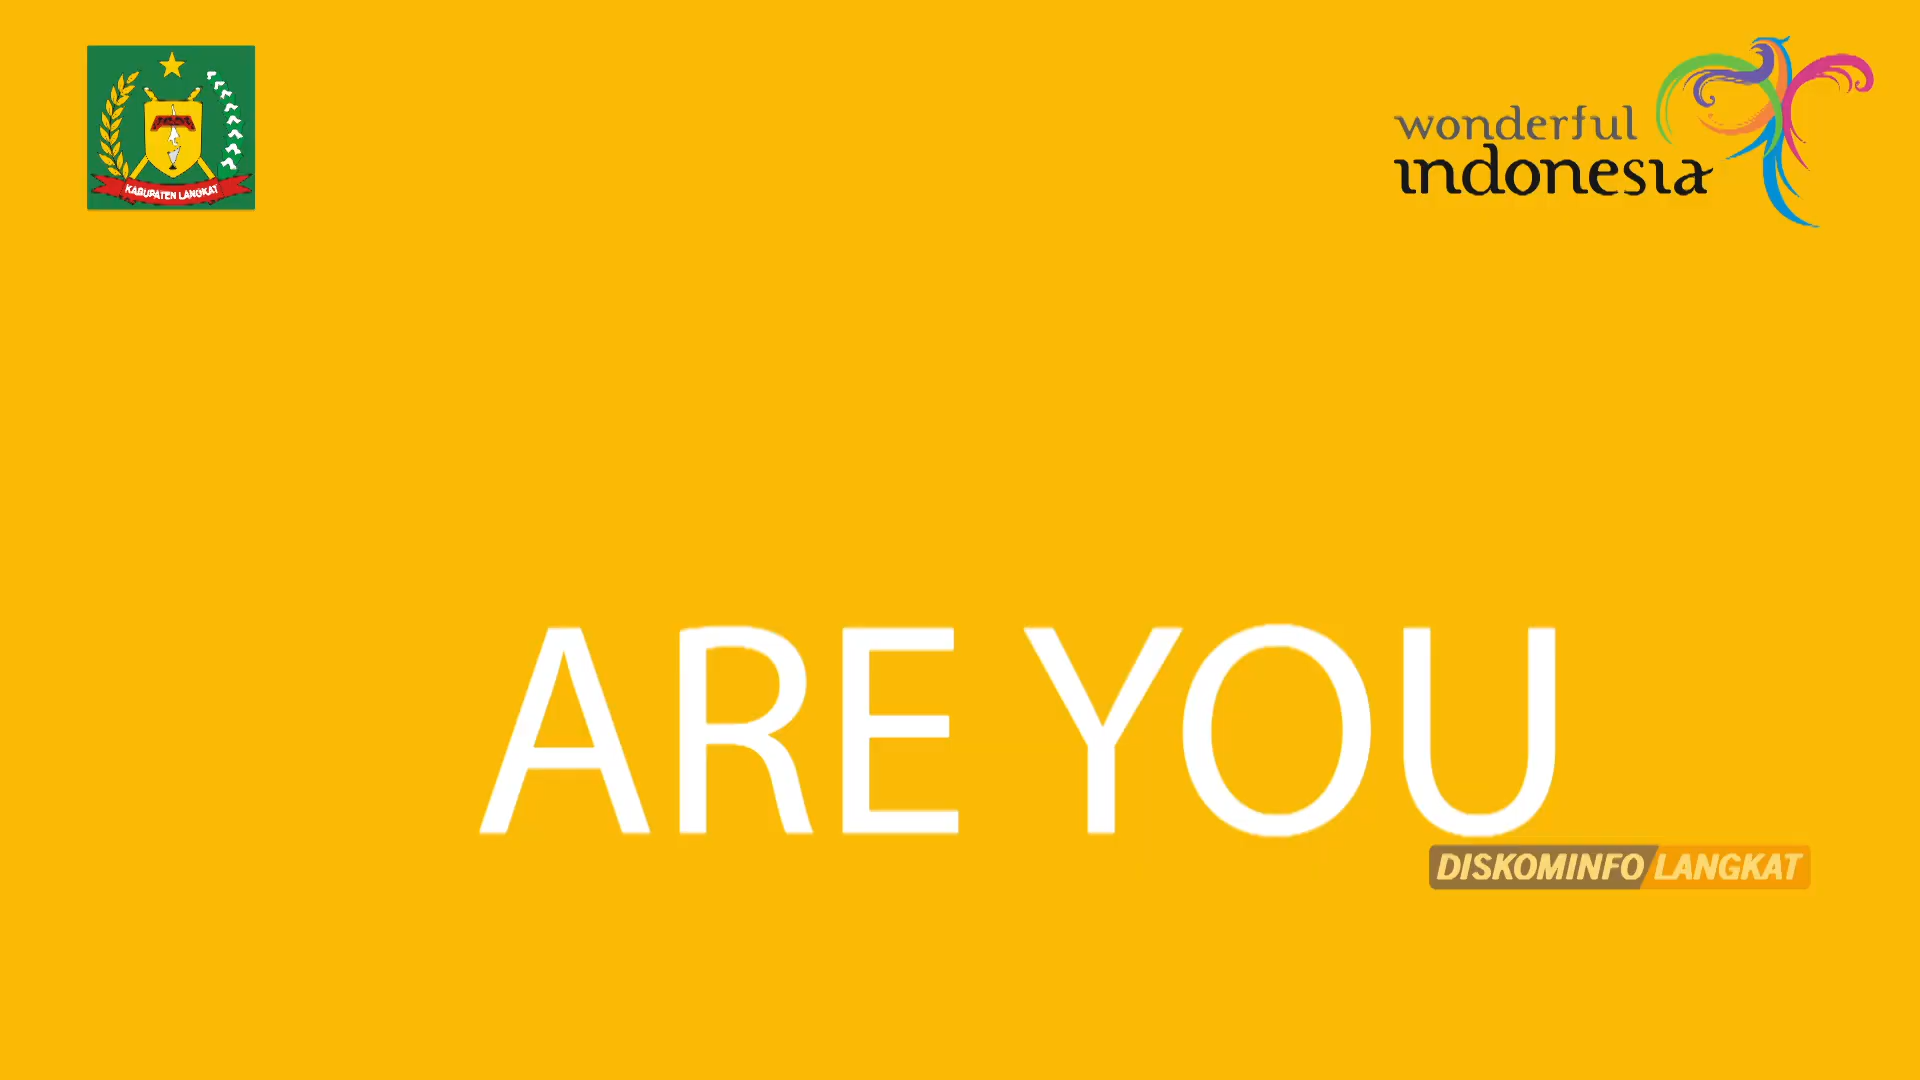 KABUPATEN LANGKAT
wonderful
indonesia
ARE YOU
DISKOMINFO LANGKAT